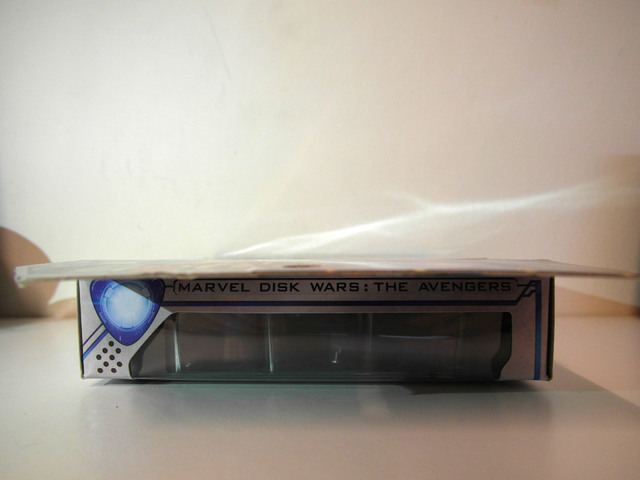 MARVEL DISK WARS: THE AVENGERS